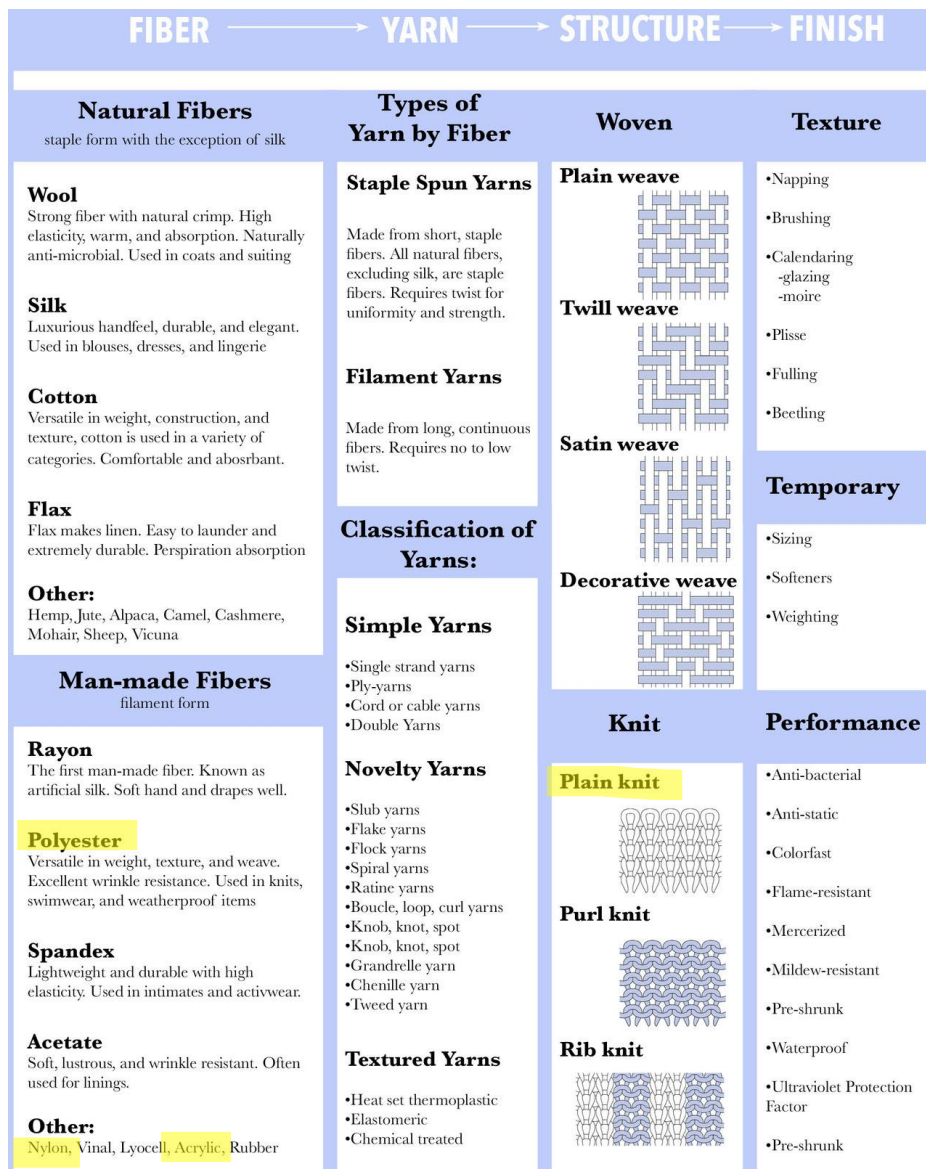 FIBER → YARN → STRUCTURE → FINISH
Natural Fibers
staple form with the exception of silk
Wool
Strong fiber with natural crimp. High
elasticity, warm, and absorption. Naturally
anti-microbial. Used in coats and suiting
Silk
Luxurious handfeel, durable, and elegant.
Used in blouses, dresses, and lingerie
Cotton
Versatile in weight, construction, and
texture, cotton is used in a variety of
categories. Comfortable and abosrbant.
Flax
Flax makes linen. Easy to launder and
extremely durable. Perspiration absorption
Other:
Hemp, Jute, Alpaca, Camel, Cashmere,
Mohair, Sheep, Vicuna
Man-made Fibers
filament form
Rayon
The first man-made fiber. Known as
artificial silk. Soft hand and drapes well.
Polyester
Versatile in weight, texture, and weave.
Excellent wrinkle resistance. Used in knits,
swimwear, and weatherproof items
Spandex
Lightweight and durable with high
elasticity. Used in intimates and activwear.
Acetate
Soft, lustrous, and wrinkle resistant. Often
used for linings.
Other:
Nylon, Vinal, Lyocell, Acrylic, Rubber
Types of
Yarn by Fiber
Staple Spun Yarns
Made from short, staple
fibers. All natural fibers,
excluding silk, are staple
fibers. Requires twist for
uniformity and strength.
Filament Yarns
Made from long, continuous
fibers. Requires no to low
twist.
Classification of
Yarns:
Simple Yarns
•Single strand yarns
•Ply-yarns
•Cord or cable yarns
•Double Yarns
Novelty Yarns
•Slub yarns
•Flake yarns
•Flock yarns
•Spiral yarns
•Ratine yarns
•Boucle, loop, curl yarns
•Knob, knot, spot
•Knob, knot, spot
•Grandrelle yarn
•Chenille yarn
•Tweed yarn
Textured Yarns
•Heat set thermoplastic
•Elastomeric
•Chemical treated
Woven
Plain weave
Twill weave
Satin weave
Decorative weave
Knit
Plain knit
Purl knit
Rib knit
Texture
•Napping
•Brushing
•Calendaring
-glazing
-moire
•Plisse
•Fulling
•Beetling
Temporary
•Sizing
•Softeners
•Weighting
Performance
•Anti-bacterial
•Anti-static
•Colorfast
•Flame-resistant
•Mercerized
•Mildew-resistant
•Pre-shrunk
•Waterproof
•Ultraviolet Protection
Factor
•Pre-shrunk